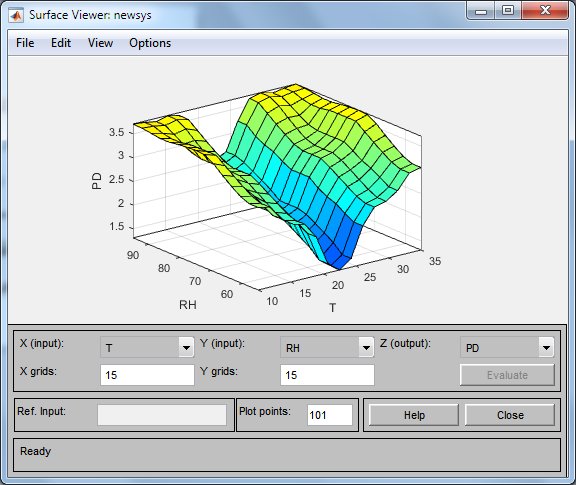 Surface Viewer: newsys
File Edit View Options
3.5
3
2.5
2
1.5
PD
90
80
70
60
RH
10
15
20
25
30
35
T
X (input): T Y (input): RH Z (output): PD
X grids: 15 Y grids: 15 Evaluate
Ref. Input: Plot points: 101 Help Close
Ready